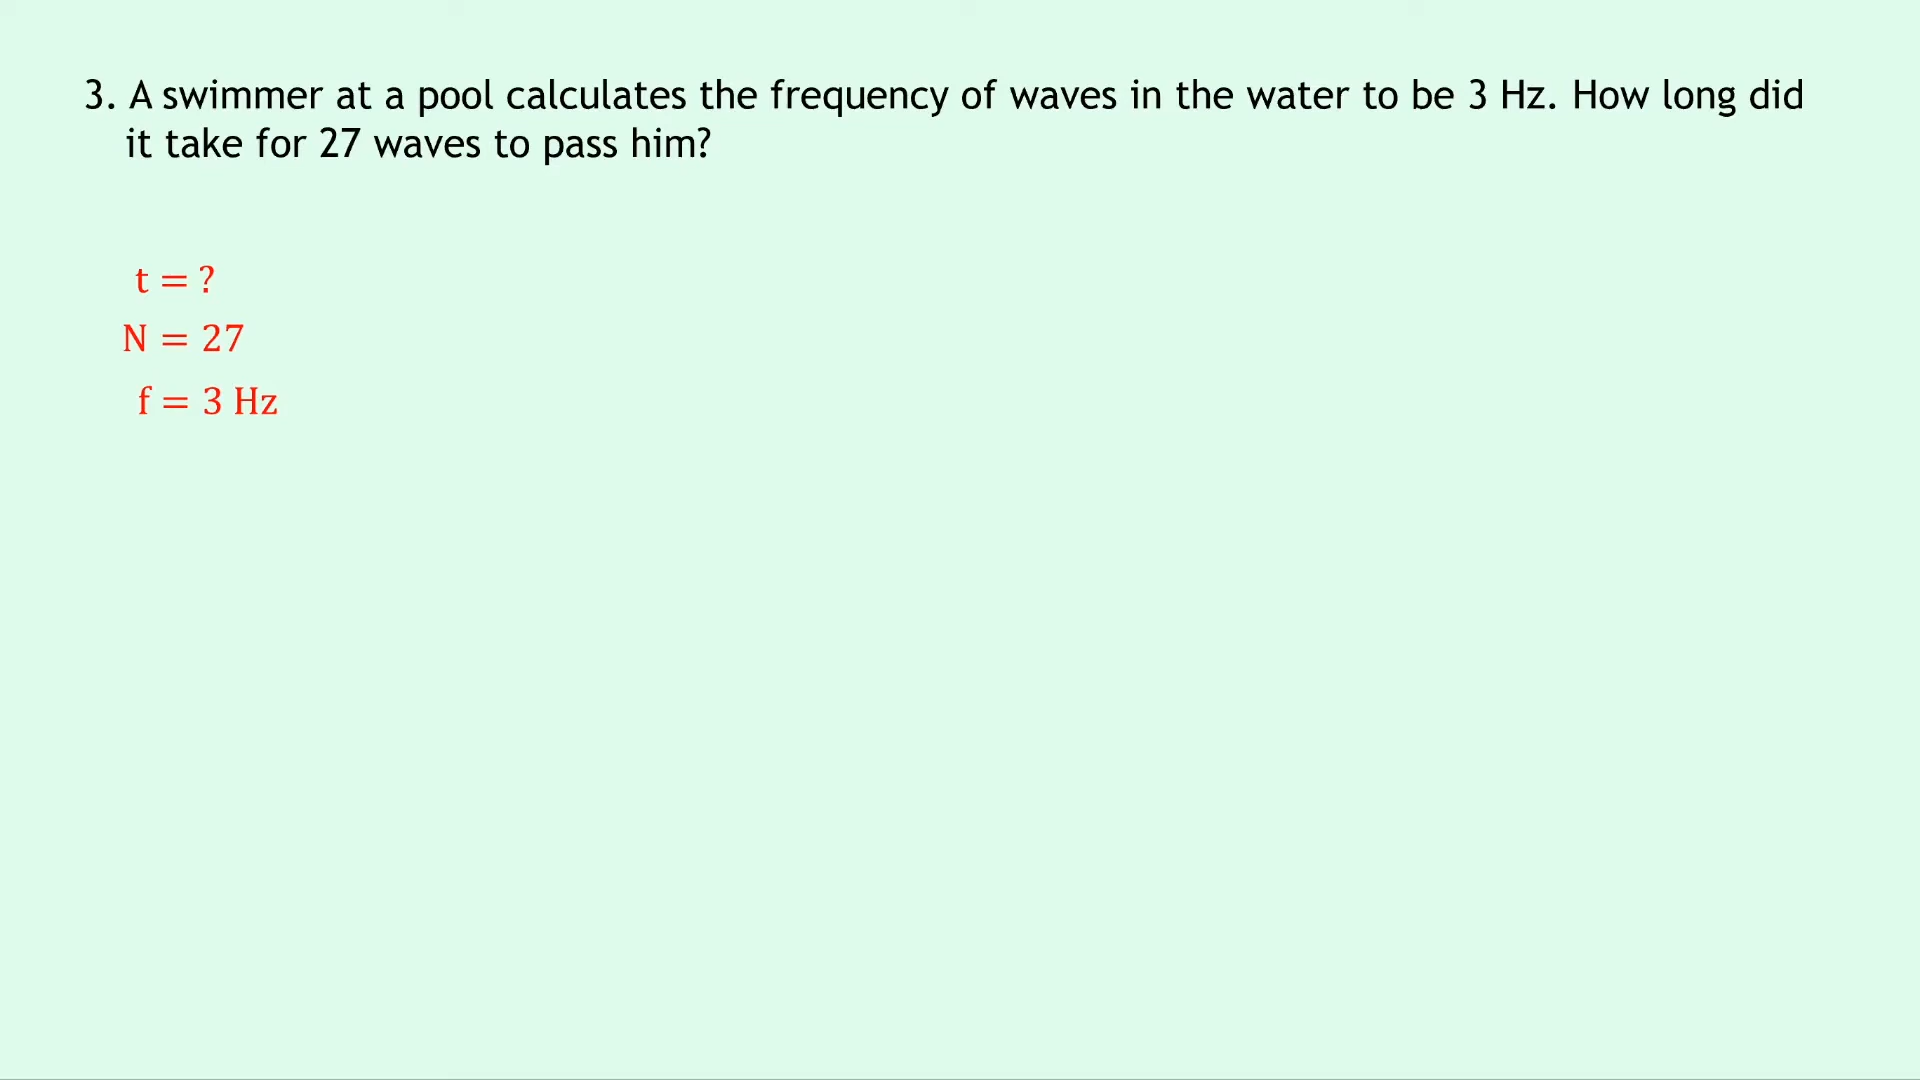 3. A swimmer at a pool calculates the frequency of waves in the water to be 3 Hz. How long did
it take for 27 waves to pass him?
t = ?
N = 27
f = 3 Hz